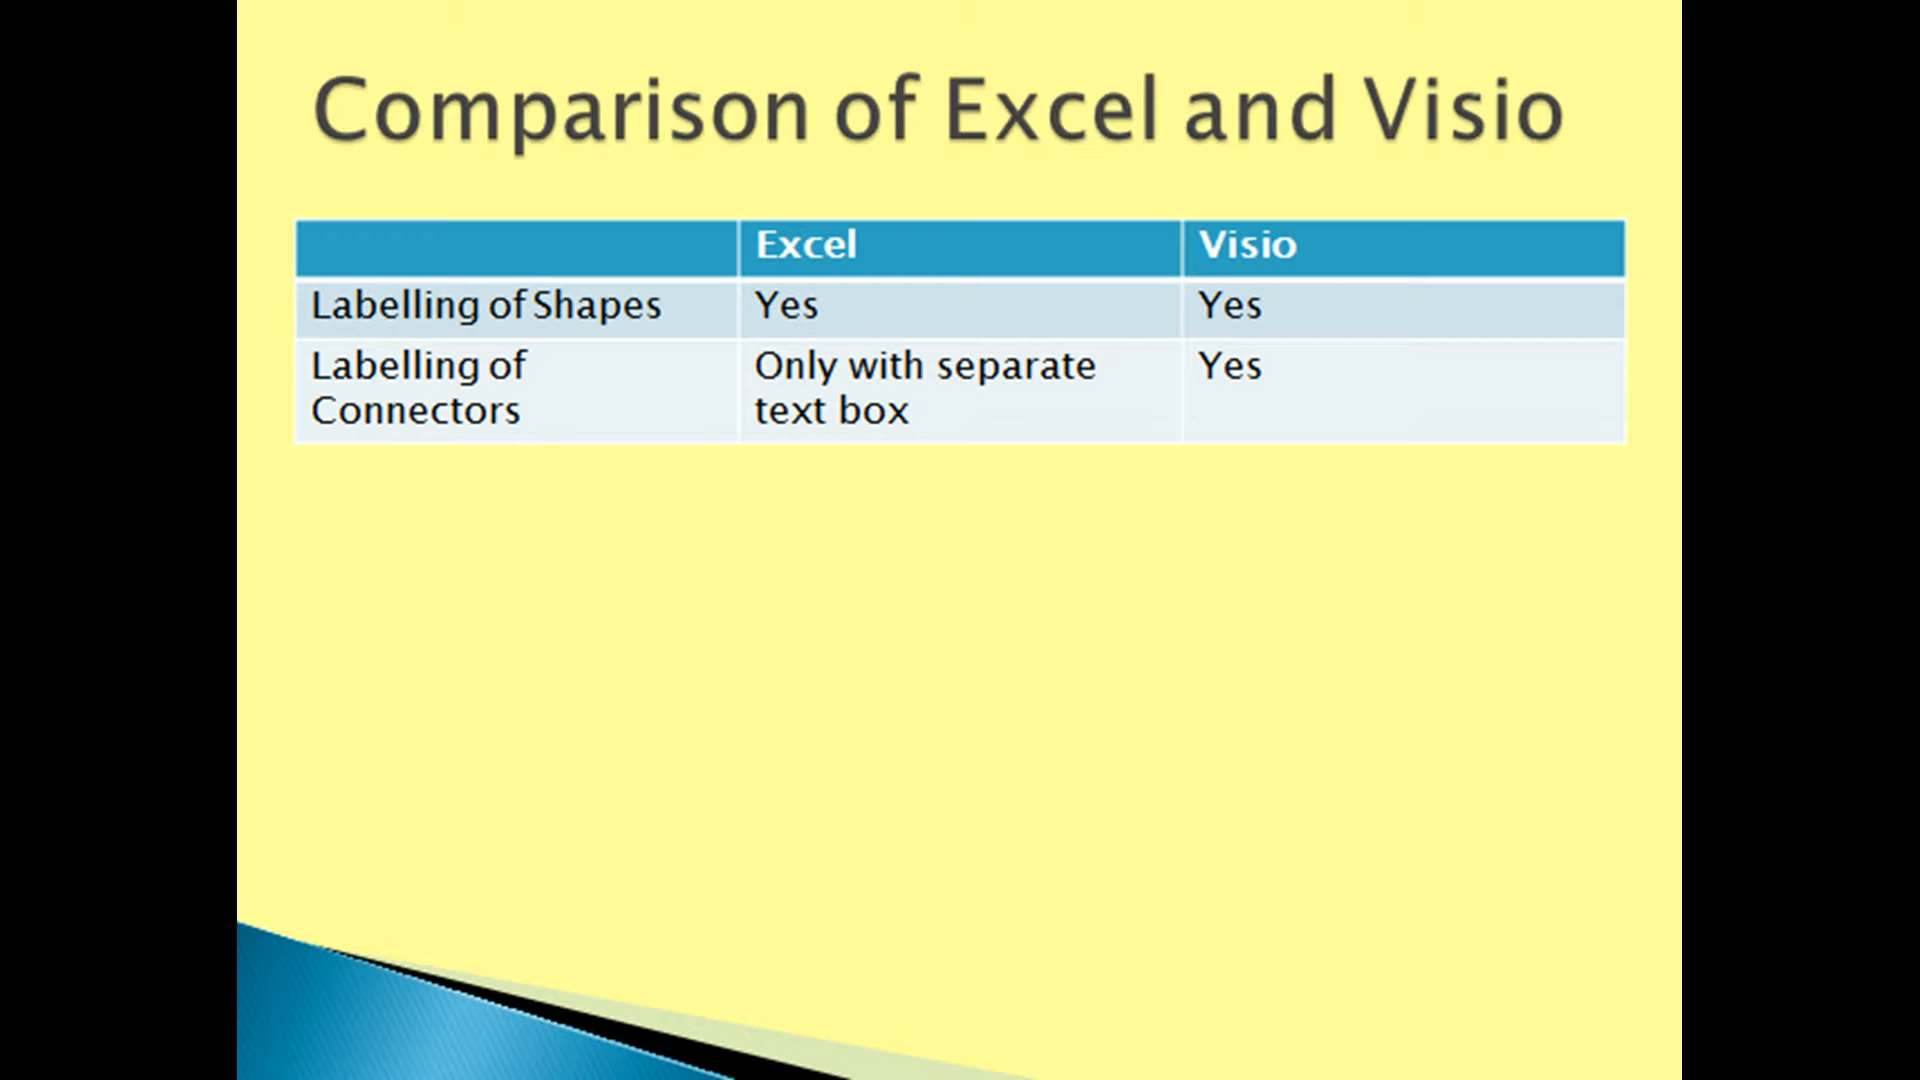 Comparison of Excel and Visio
Excel Visio
Labelling of Shapes Yes Yes
Labelling of Only with separate Yes
Connectors text box